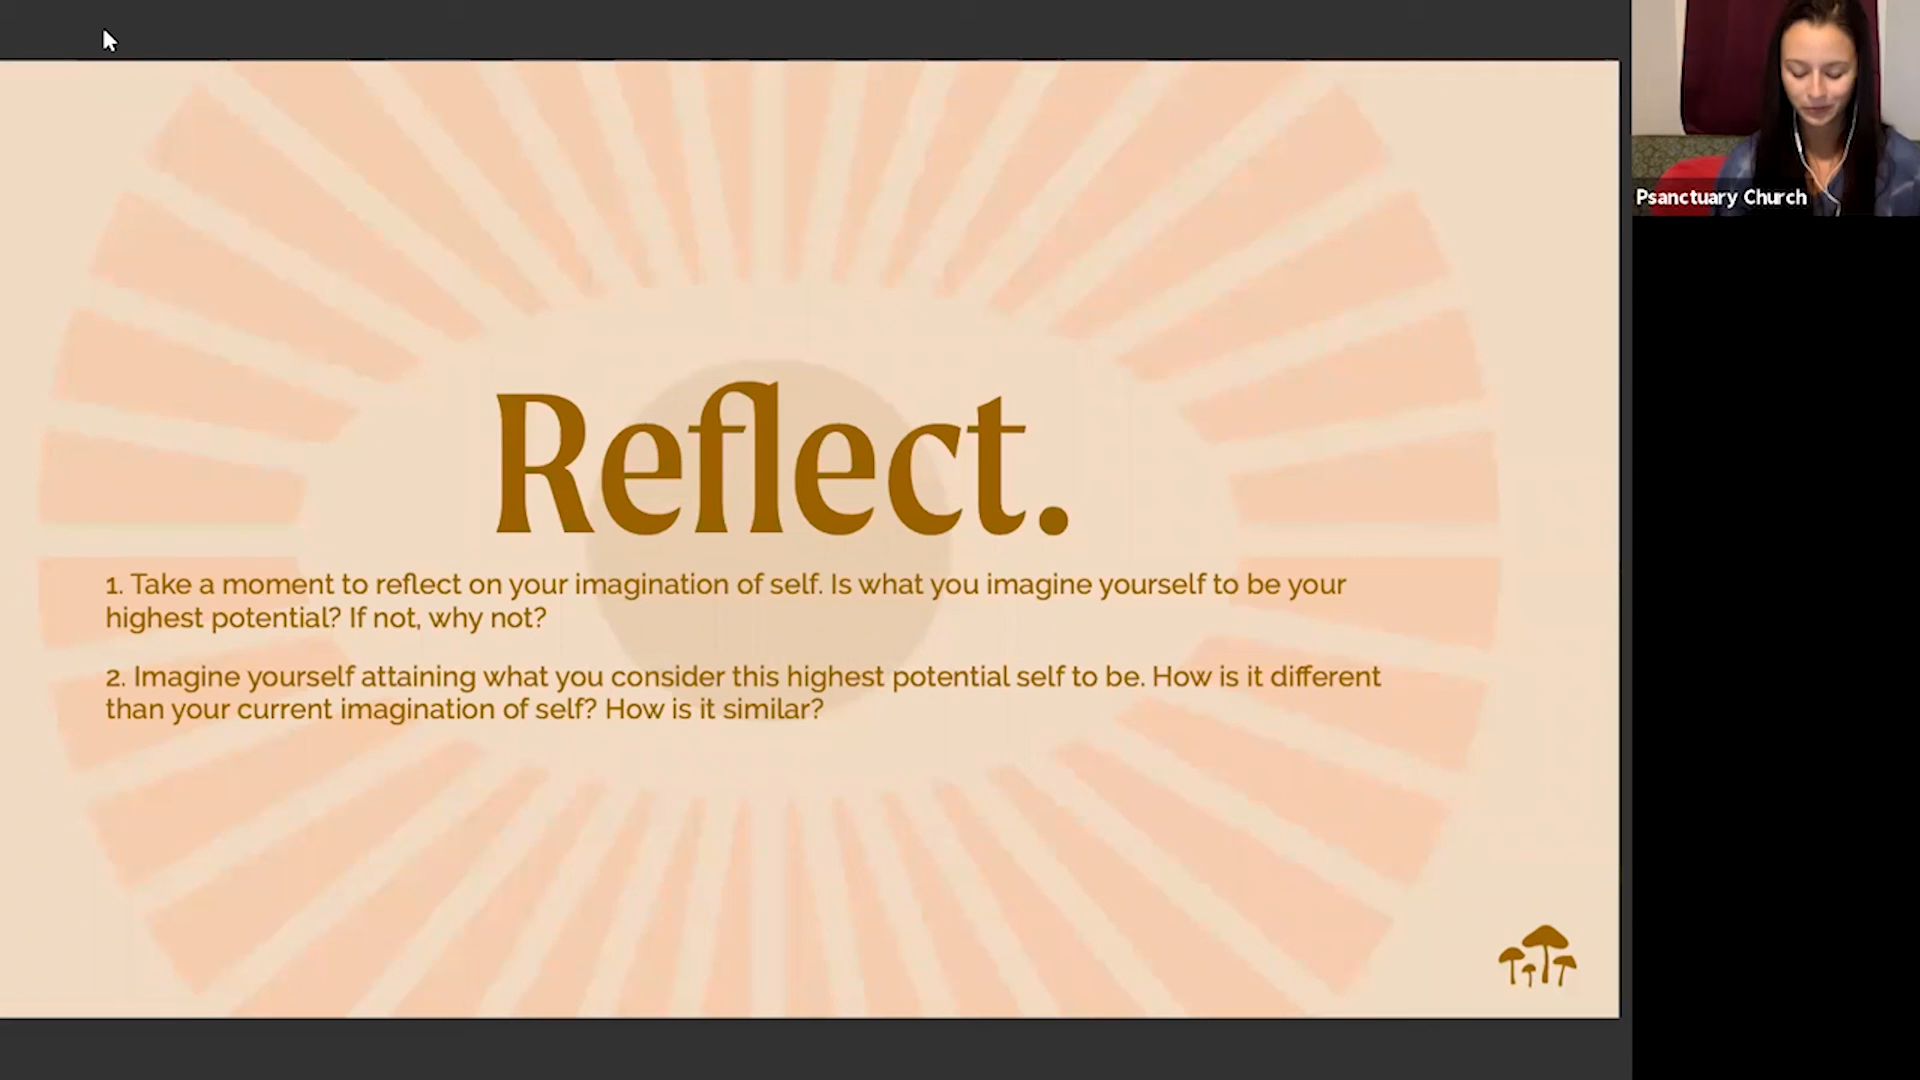 Psanctuary Church
Reflect.
1. Take a moment to reflect on your imagination of self. Is what you imagine yourself to be your
highest potential? If not, why not?
2. Imagine yourself attaining what you consider this highest potential self to be. How is it different
than your current imagination of self? How is it similar?